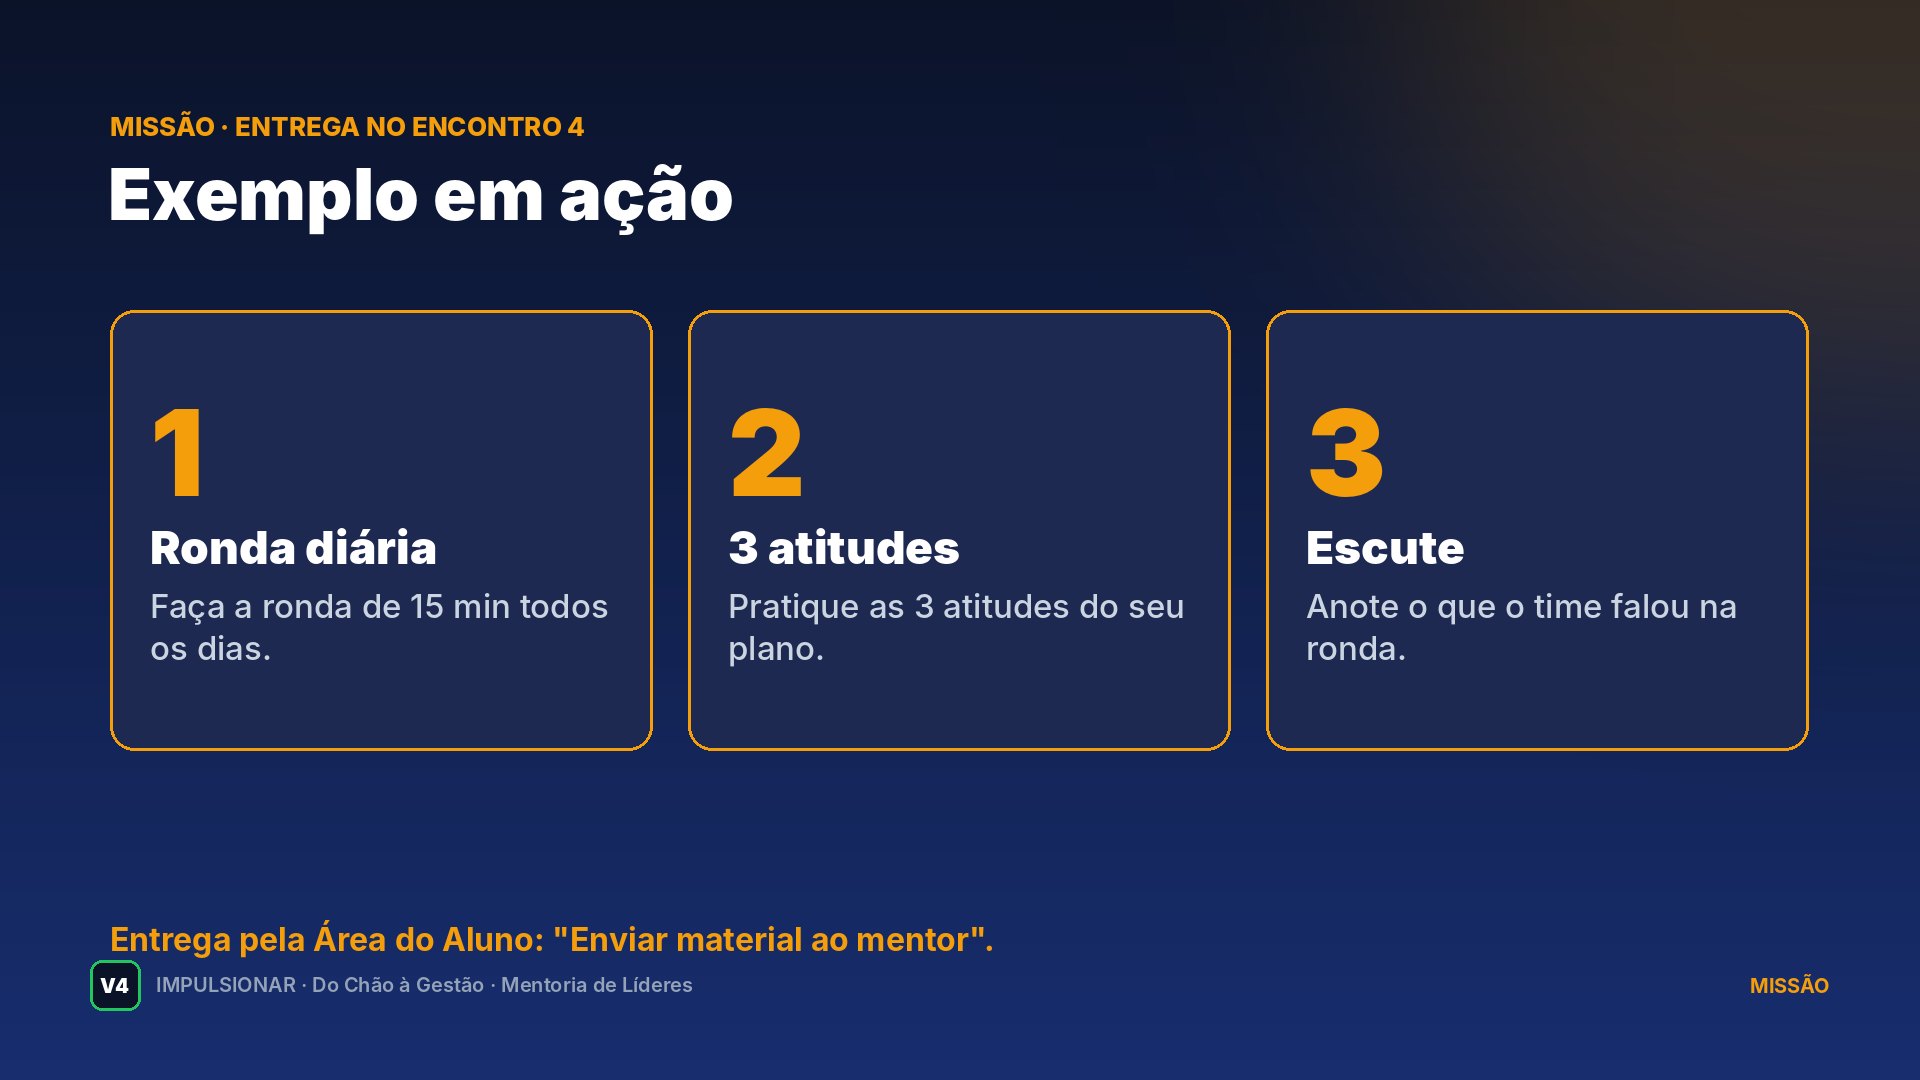 MISSÃO · ENTREGA NO ENCONTRO 4
Exemplo em ação
1
Ronda diária
Faça a ronda de 15 min todos
os dias.
2
3 atitudes
Pratique as 3 atitudes do seu
plano.
3
Escute
Anote o que o time falou na
ronda.
Entrega pela Área do Aluno: "Enviar material ao mentor".
V4
IMPULSIONAR · Do Chão à Gestão · Mentoria de Líderes
MISSÃO